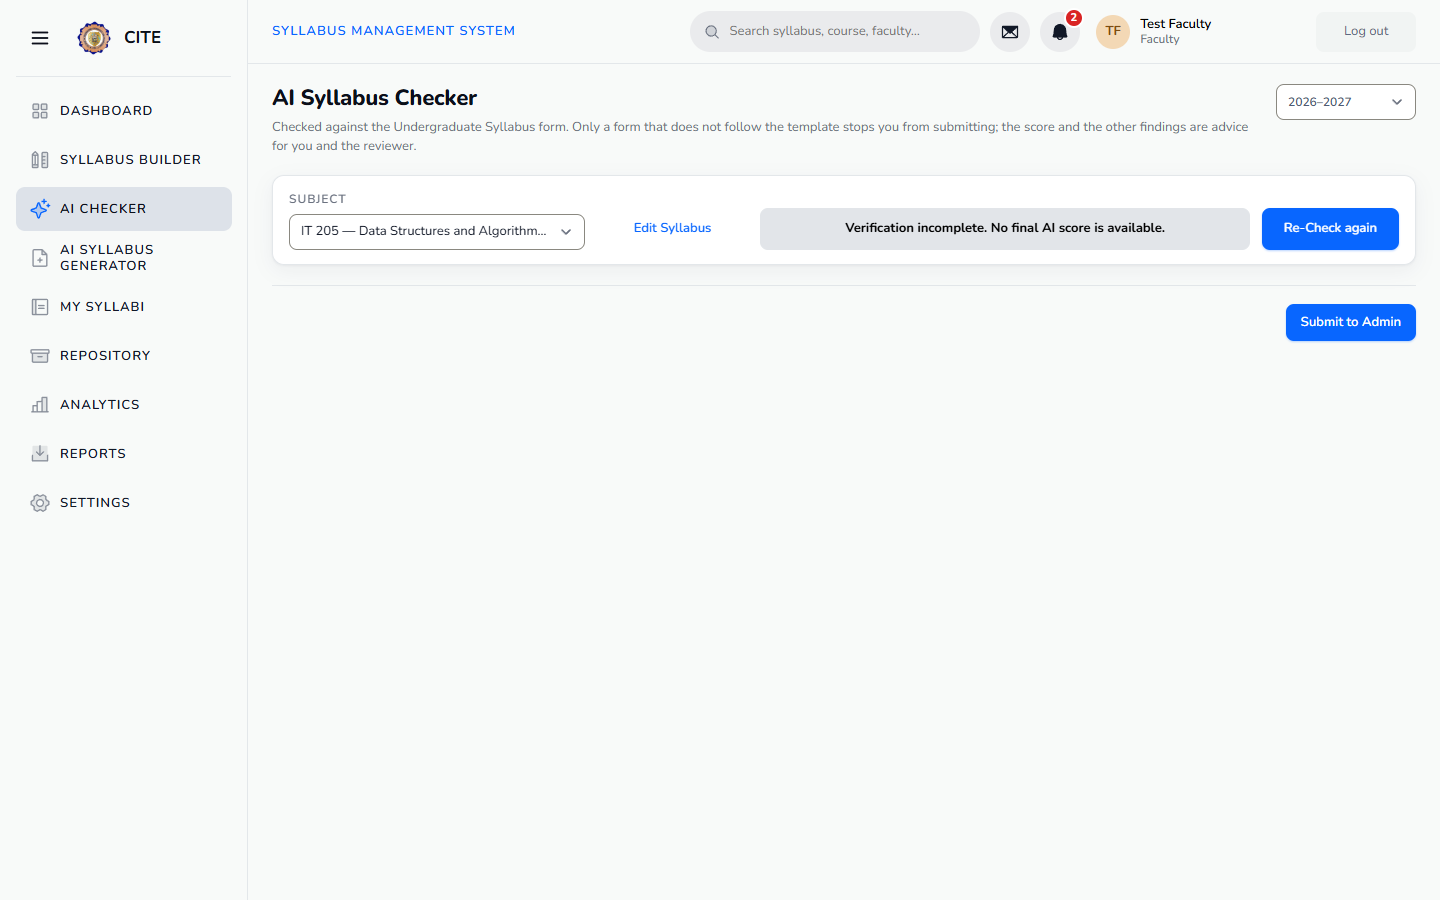 CITE
SYLLABUS MANAGEMENT SYSTEM
Search syllabus, course, faculty...
2
TF
Test Faculty
Faculty
Log out
DASHBOARD
SYLLABUS BUILDER
AI CHECKER
AI SYLLABUS
GENERATOR
MY SYLLABI
REPOSITORY
ANALYTICS
REPORTS
SETTINGS
AI Syllabus Checker
2026–2027
Checked against the Undergraduate Syllabus form. Only a form that does not follow the template stops you from submitting; the score and the other findings are advice
for you and the reviewer.
SUBJECT
IT 205 — Data Structures and Algorithm...
Edit Syllabus
Verification incomplete. No final AI score is available.
Re-Check again
Submit to Admin